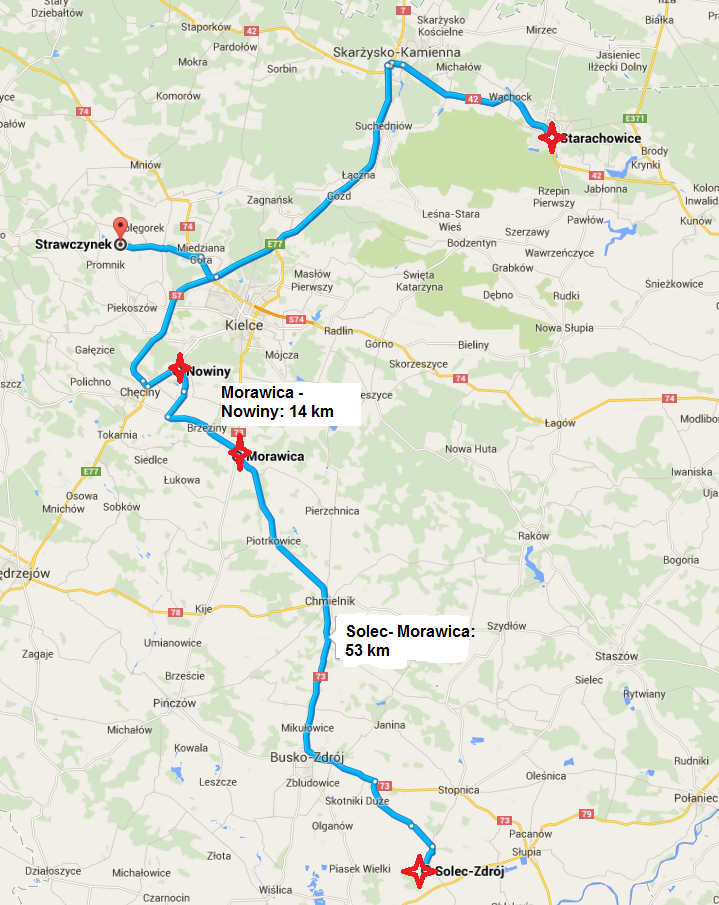 Stary
Dziebałtów
Staporków
42
7
Skarżysko
Kościelne
Mirzec
Iłża
Białka
Pardołów
Mokra
Sorbin
Skarżysko-Kamienna
Michałów
Jasieniec
Iłżecki Dolny
Komorów
74
42
Wąchock
Suchedniów
E371
Starachowice
Brody
Krynki
Mniów
Łączna
42
Zagnańsk
Gózd
Rzepin
Pierwszy
Jabłonna
Leśna-Stara
Wieś
Pawłów
74
Szerzawy
Kunów
Strawczynek
Bodzentyn
Miedziana
Góra
E77
Wawrzeńczyce
Promnik
Grabków
Masłów
Pierwszy
Święta
Katarzyna
Śnieżkowice
S7
Dębno
Rudki
Piekoszów
Kielce
S74
Radlin
Nowa Słupia
Górno
Bieliny
Gałęzice
Mójcza
Skorzeszyce
Nowiny
74
Polichno
Chęciny
Morawica -
Nowiny: 14 km
74
Łagów
Brzeziny
73
Tokarnia
Nowa Huta
Siedlce
Morawica
E77
Łukowa
Iwaniska
Osowa
Mnichów
Sobków
Pierzchnica
Piotrkowice
Raków
Bogoria
Chmielnik
78
Kije
Szydłów
Solec- Morawica:
53 km
Umianowice
Zagaje
Staszów
Brzeście
73
Sielec
Rytwiany
Pińczów
Michałów
Mikułowice
Janina
Kowala
Busko-Zdrój
Rudniki
Leszcze
Zbludowice
Oleśnica
73
Stopnica
Skotniki Duże
Połaniec
79
73
Olganów
Pacanów
Złota
Słupia
Działoszyce
Michałowice
Piasek Wielki
Solec-Zdrój
Czarnocin
Wiślica